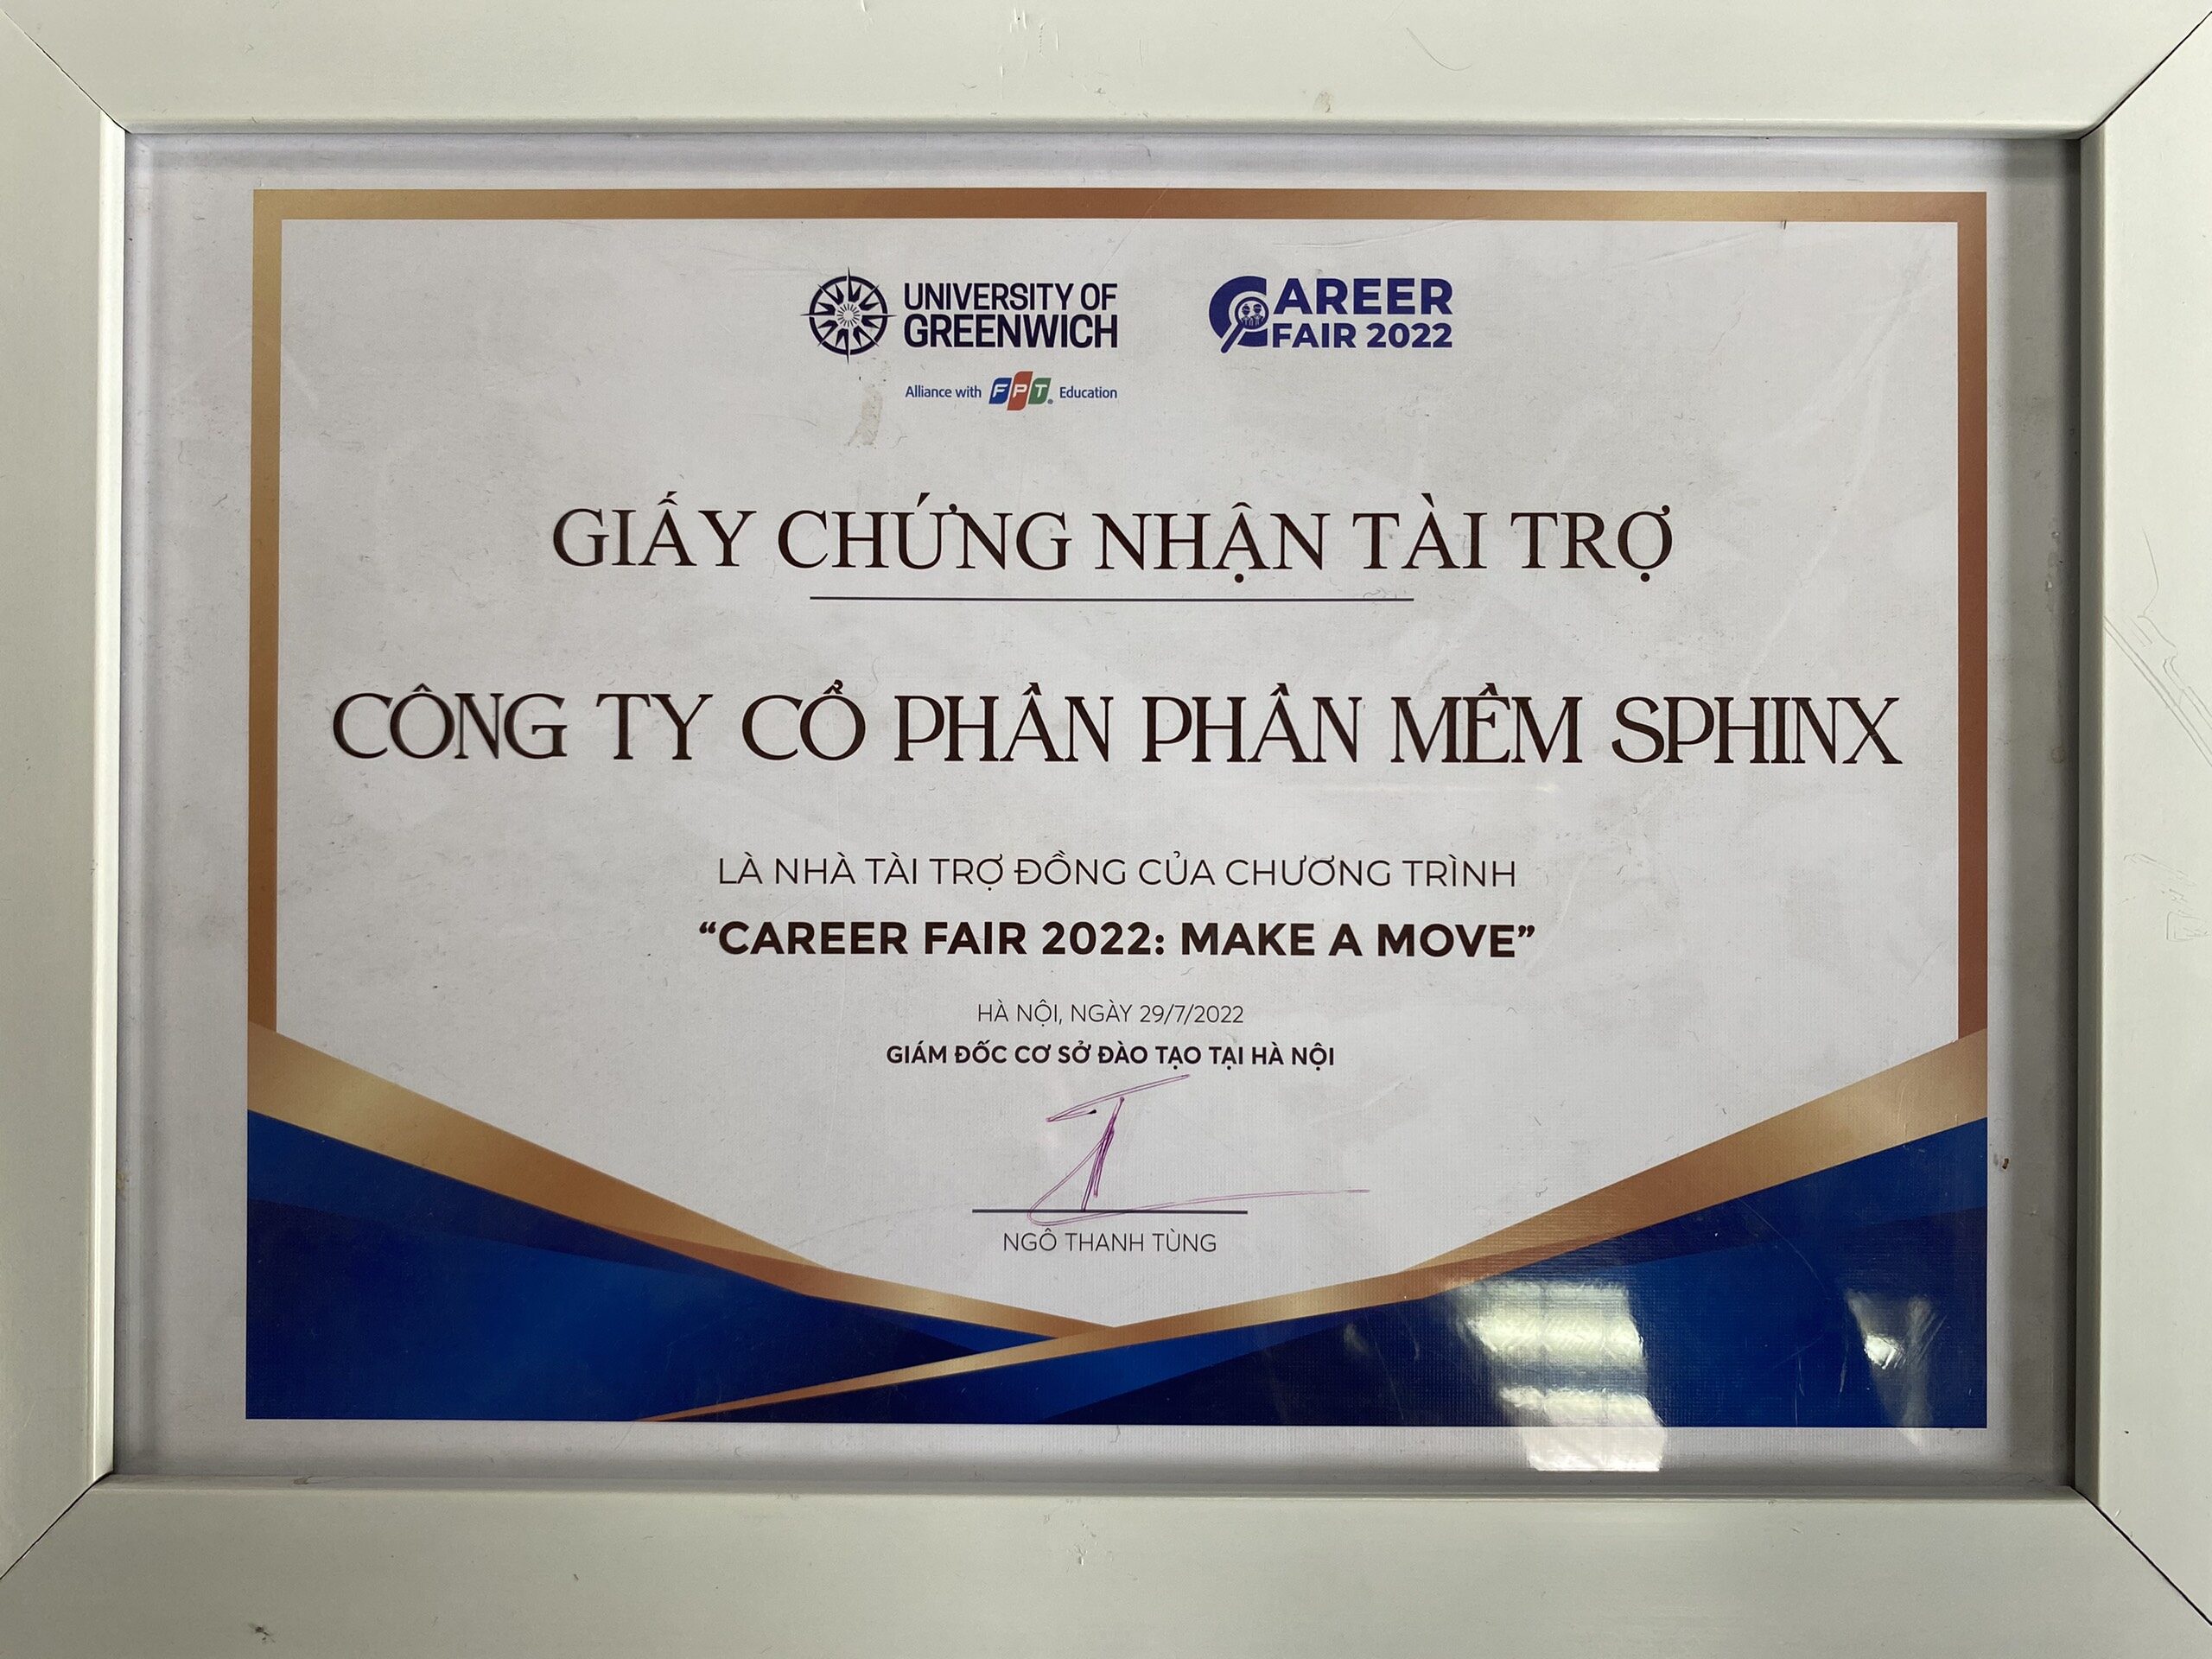 UNIVERSITY OF
GREENWICH
Alliance with FPT Education
CAREER
FAIR 2022
GIẤY CHỨNG NHẬN TÀI TRỢ
CÔNG TY CỔ PHẦN PHẦN MỀM SPHINX
LÀ NHÀ TÀI TRỢ ĐỒNG CỦA CHƯƠNG TRÌNH
“CAREER FAIR 2022: MAKE A MOVE”
HÀ NỘI, NGÀY 29/7/2022
GIÁM ĐỐC CƠ SỞ ĐÀO TẠO TẠI HÀ NỘI
NGÔ THANH TÙNG